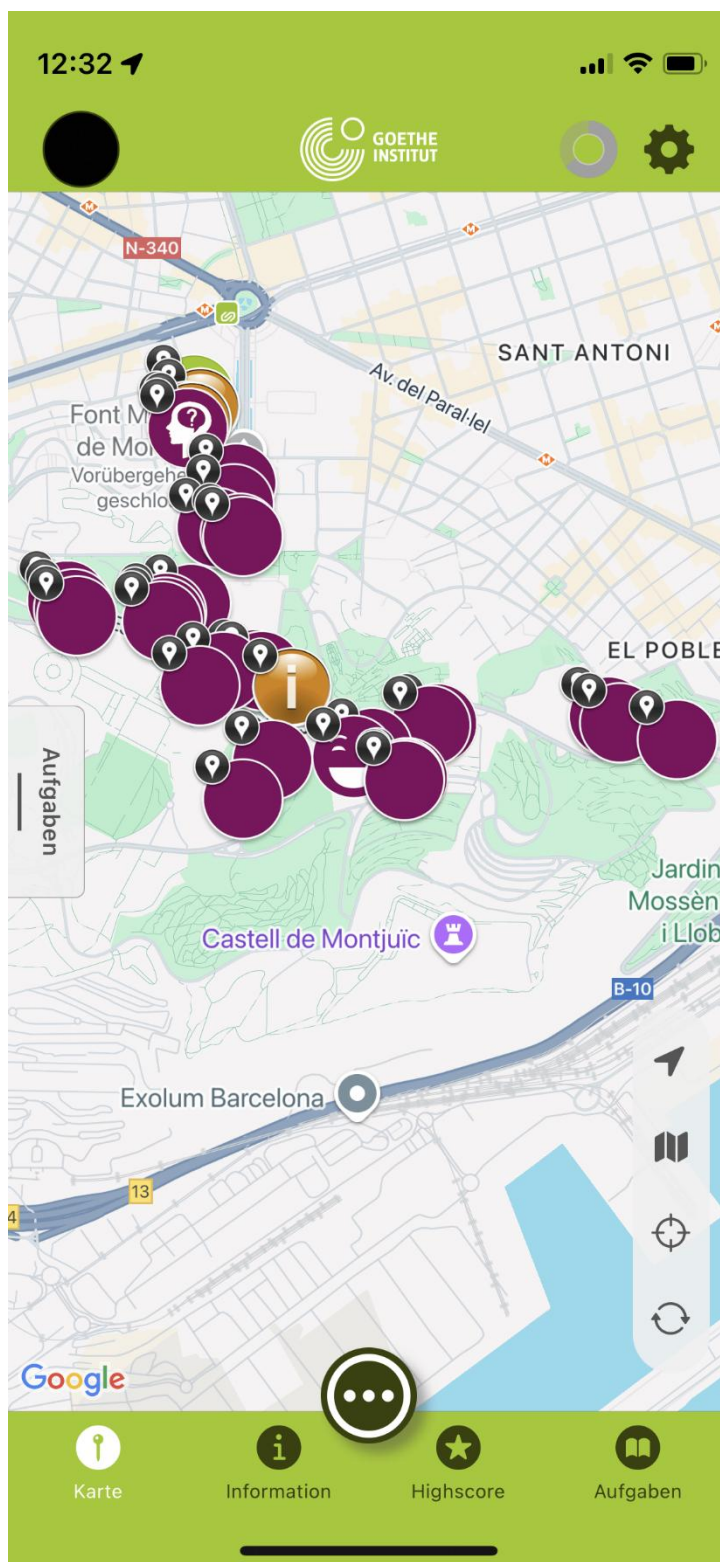 12:32
GOETHE
INSTITUT
N-340
SANT ANTONI
Av. del Paral·lel
Font M
de Mo
Vorübergehe
geschlo
EL POBLE
Aufgaben
Jardin
Mossèn
i Llob
Castell de Montjuïc
B-10
Exolum Barcelona
13
4
Google
Karte
Information
Highscore
Aufgaben